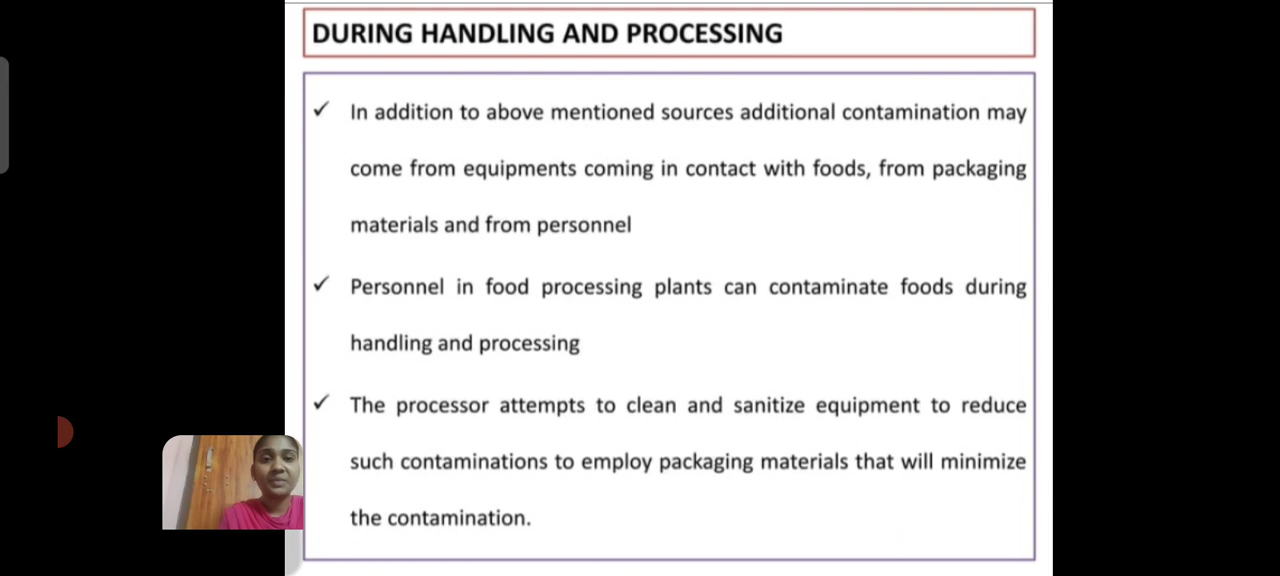 DURING HANDLING AND PROCESSING
✓ In addition to above mentioned sources additional contamination may
come from equipments coming in contact with foods, from packaging
materials and from personnel
✓ Personnel in food processing plants can contaminate foods during
handling and processing
✓ The processor attempts to clean and sanitize equipment to reduce
such contaminations to employ packaging materials that will minimize
the contamination.